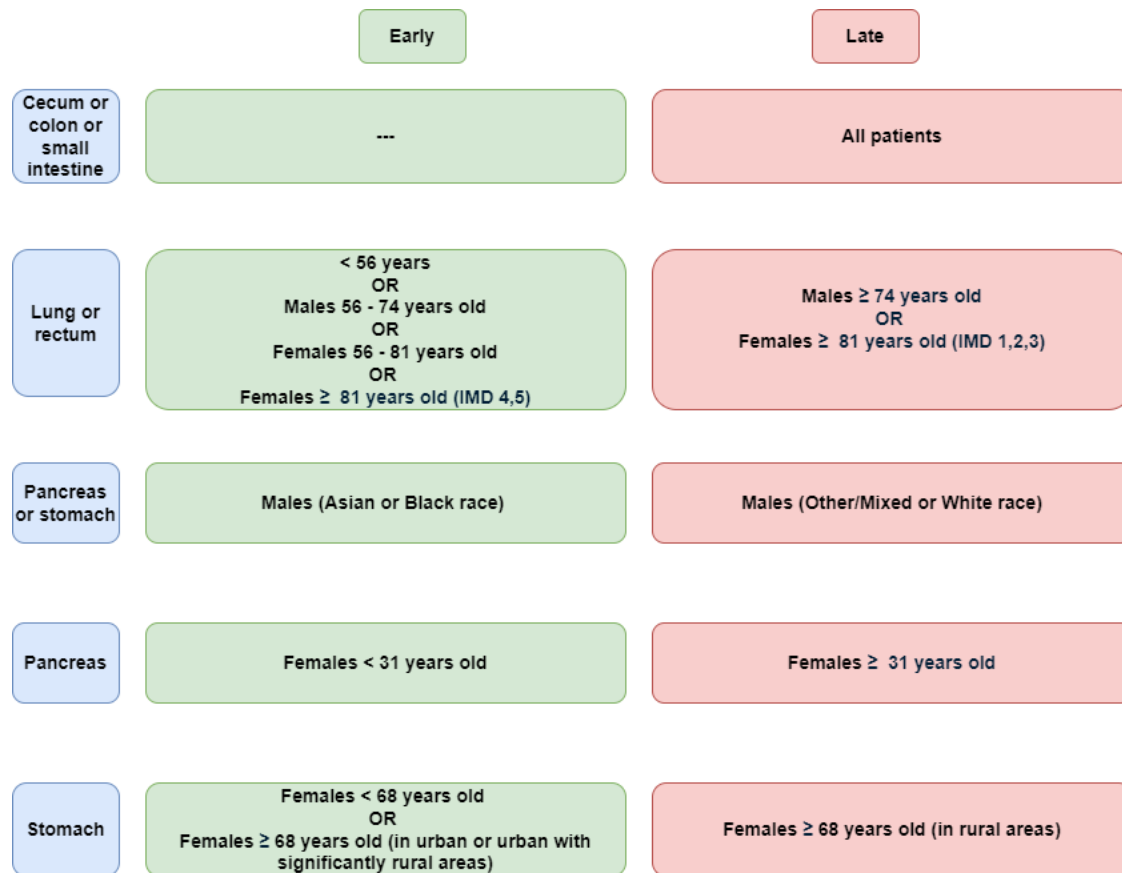 Early
Late
Cecum or
colon or
small
intestine
---
All patients
Lung or
rectum
< 56 years
OR
Males 56 - 74 years old
OR
Females 56 - 81 years old
OR
Females ≥ 81 years old (IMD 4,5)
Males ≥ 74 years old
OR
Females ≥ 81 years old (IMD 1,2,3)
Pancreas
or stomach
Males (Asian or Black race)
Males (Other/Mixed or White race)
Pancreas
Females < 31 years old
Females ≥ 31 years old
Stomach
Females < 68 years old
OR
Females ≥ 68 years old (in urban or urban with
significantly rural areas)
Females ≥ 68 years old (in rural areas)